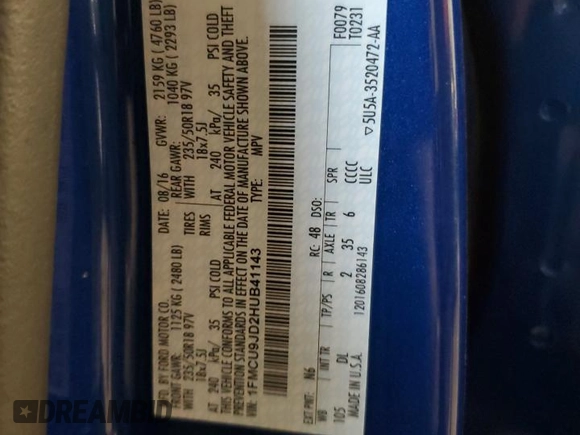 MFD. BY FORD MOTOR CO.
DATE: 08/16
GVWR: 2159 KG ( 4760 LB)
FRONT GAWR: 1125 KG ( 2480 LB)
REAR GAWR: 1040 KG ( 2293 LB)
235/50R18 97V
TIRES WITH 235/50R18 97V
18x7.5J
RIMS 18x7.5J
AT 240 kPa/ 35 PSI COLD
AT 240 kPa/ 35 PSI COLD
THIS VEHICLE CONFORMS TO ALL APPLICABLE FEDERAL MOTOR VEHICLE SAFETY AND THEFT
PREVENTION STANDARDS IN EFFECT ON THE DATE OF MANUFACTURE SHOWN ABOVE.
VIN: 1FMCU9JD2HUB41143
TYPE: MPV
F0079
T0231
EXT PNT: N6
RC: 48 DSO:
WB INT TR TP/PS R AXLE TR SPR
105 DL 2 35 6 CCCC
MADE IN U.S.A.
1201608286143
ULC
▽5U5A-3520472-AA
DREAMBID